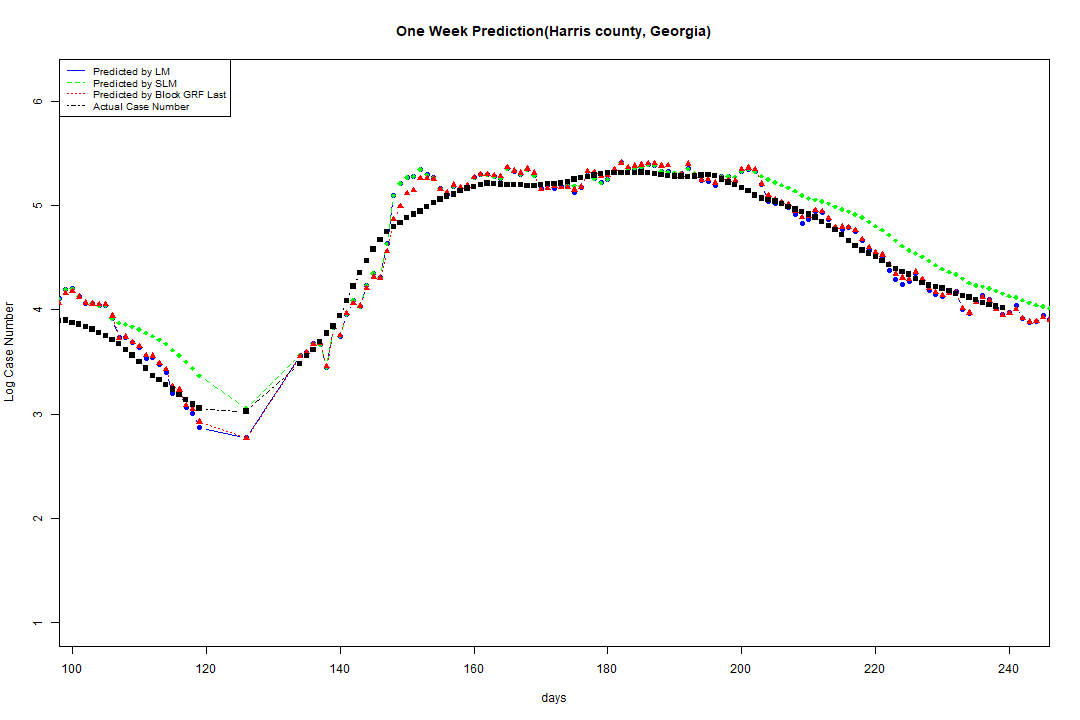 One Week Prediction(Harris county, Georgia)
Predicted by LM
Predicted by SLM
Predicted by Block GRF Last
Actual Case Number
Log Case Number
6
5
4
3
2
1
100 120 140 160 180 200 220 240
days